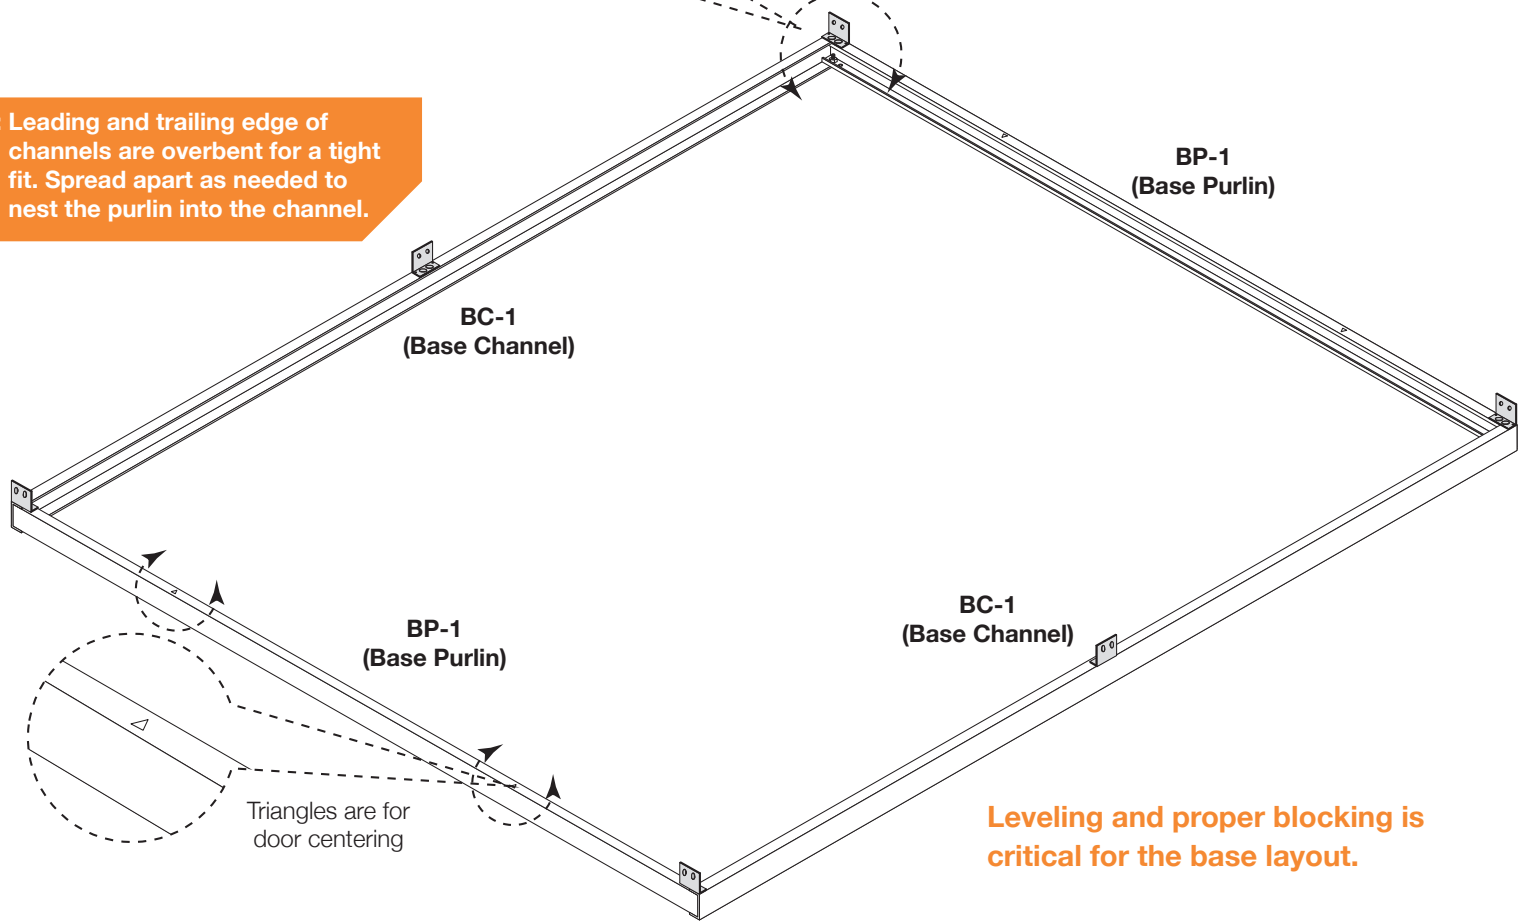 : Leading and trailing edge of
channels are overbent for a tight
fit. Spread apart as needed to
nest the purlin into the channel.
BP-1
(Base Purlin)
BC-1
(Base Channel)
BC-1
(Base Channel)
BP-1
(Base Purlin)
Triangles are for
door centering
Leveling and proper blocking is
critical for the base layout.